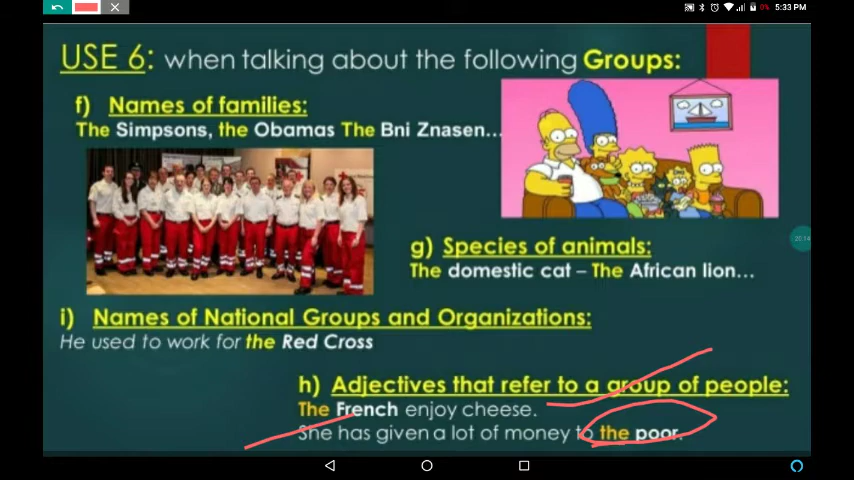 5:33 PM
USE 6: when talking about the following Groups:
f) Names of families:
The Simpsons, the Obamas The Bni Znasen...
g) Species of animals:
The domestic cat – The African lion...
20:14
i) Names of National Groups and Organizations:
He used to work for the Red Cross
h) Adjectives that refer to a group of people:
The French enjoy cheese.
She has given a lot of money to the poor.